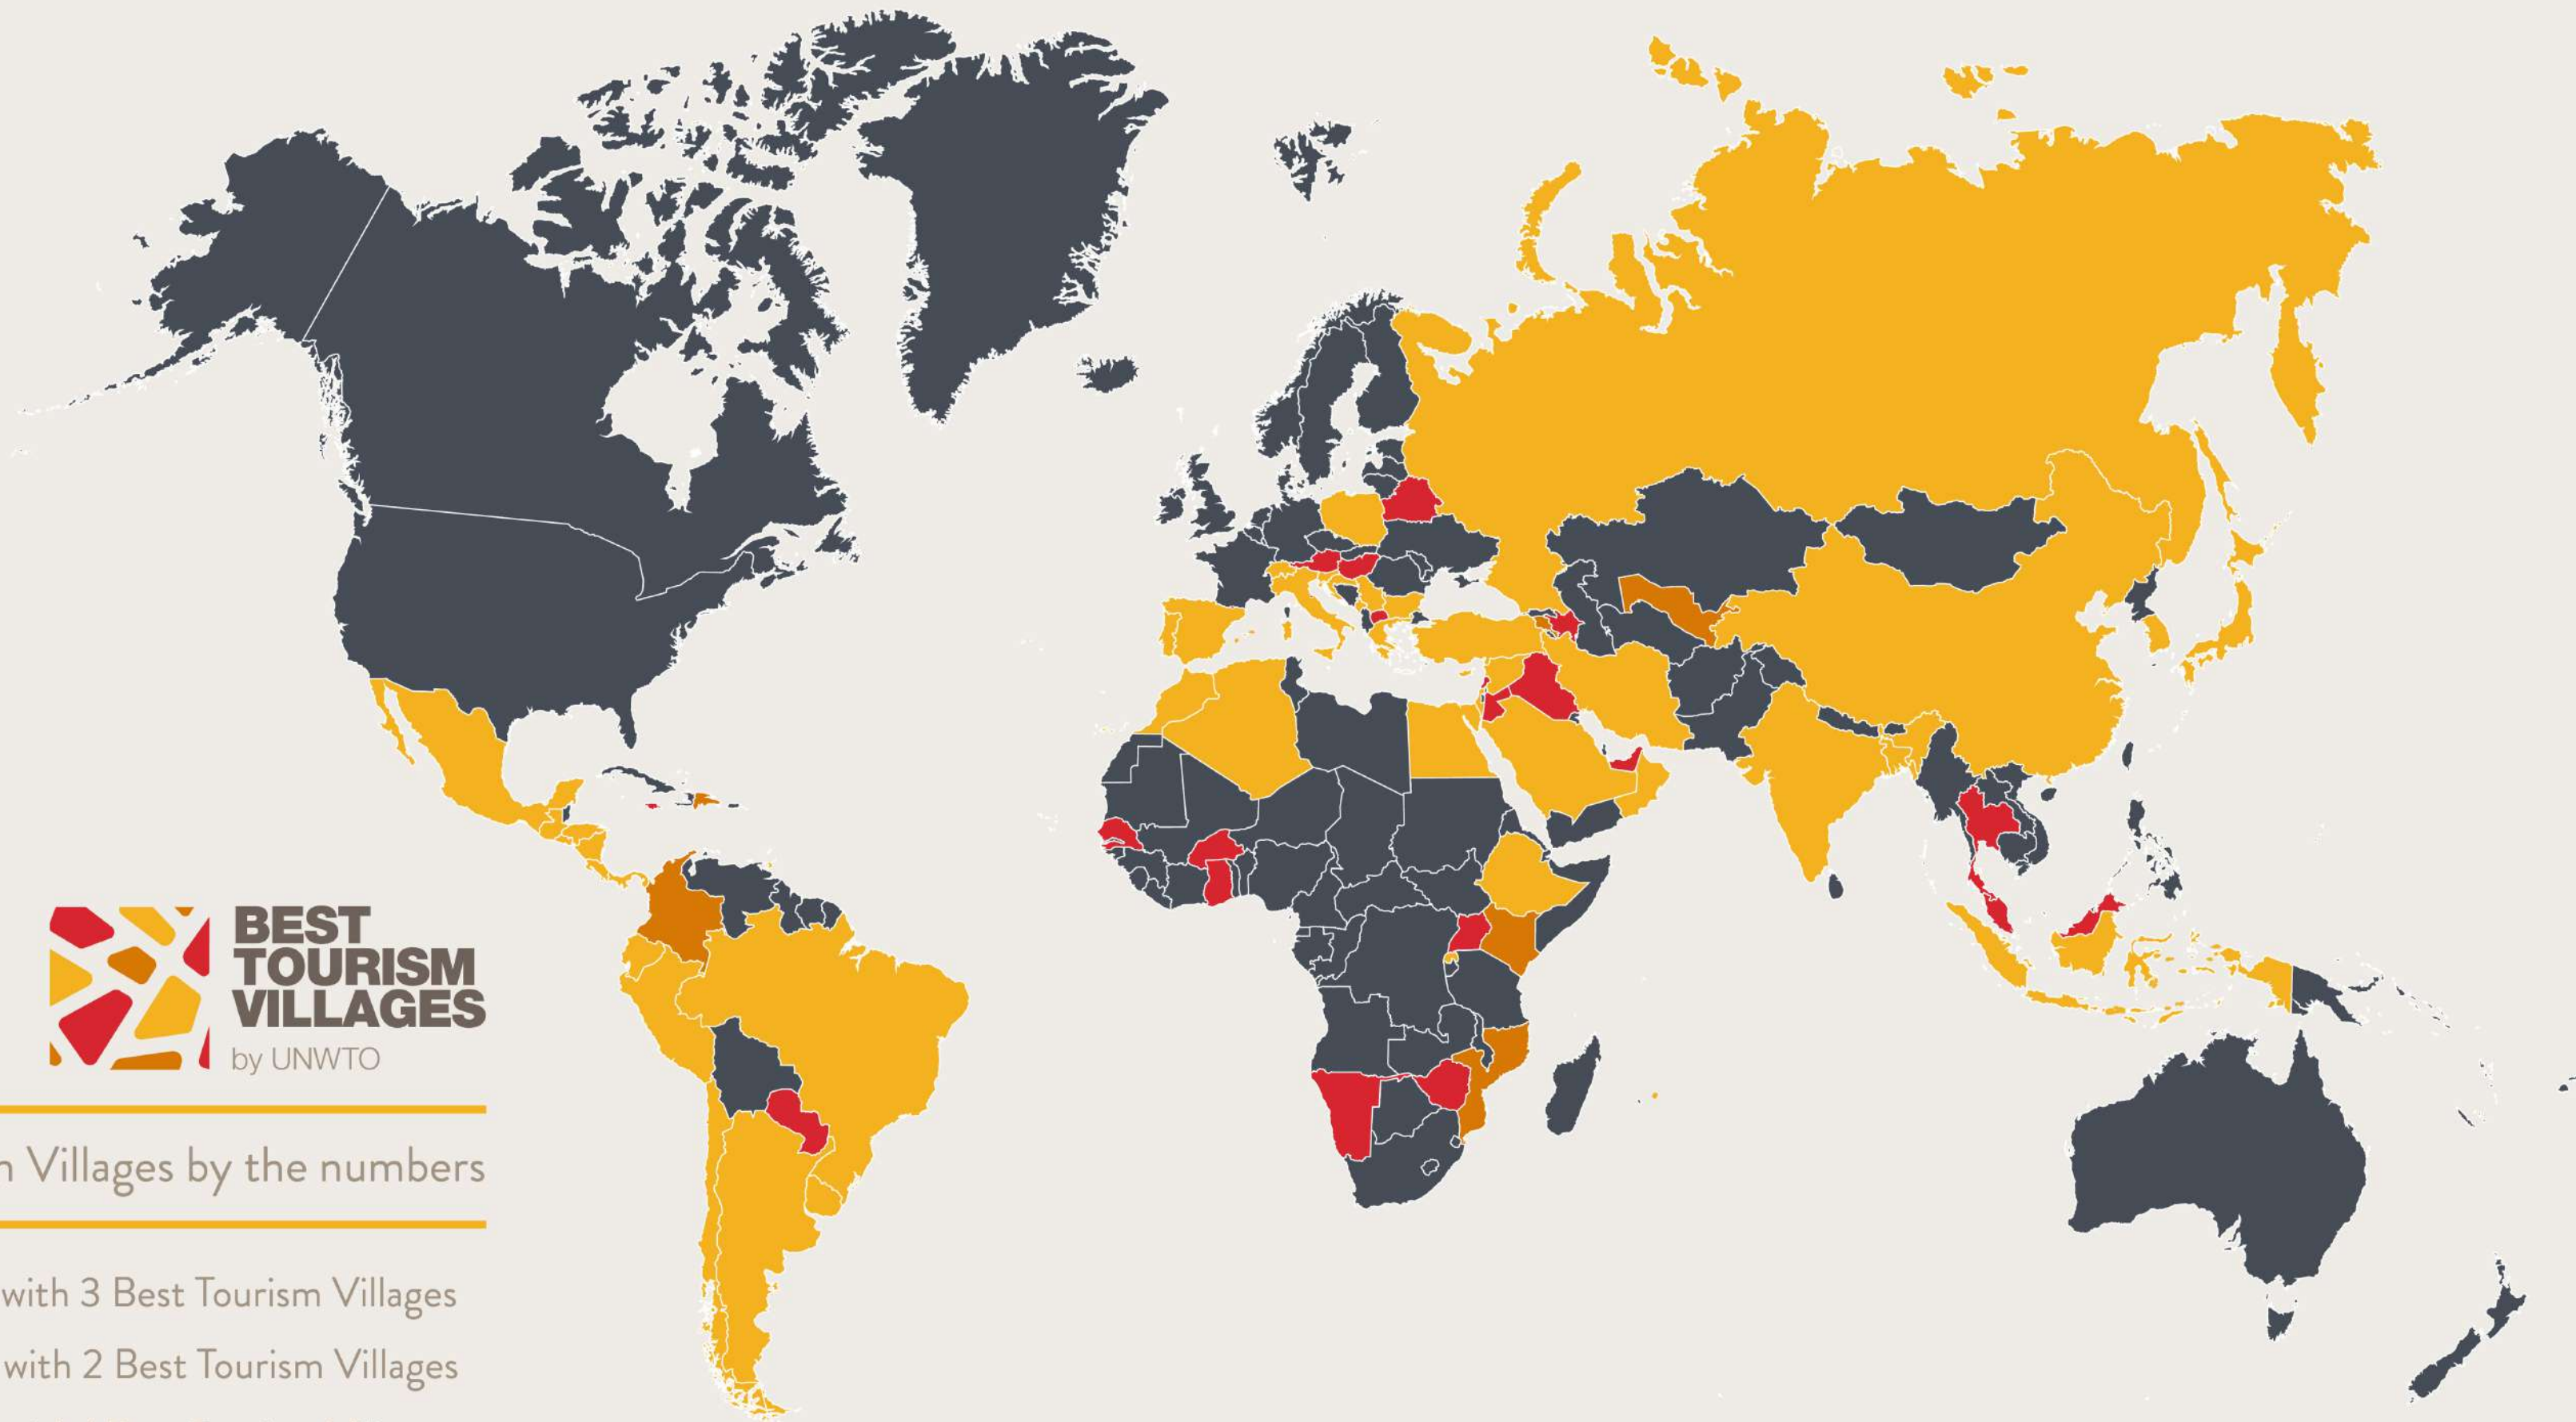 BEST
TOURISM
VILLAGES
by UNWTO
Villages by the numbers
with 3 Best Tourism Villages
with 2 Best Tourism Villages